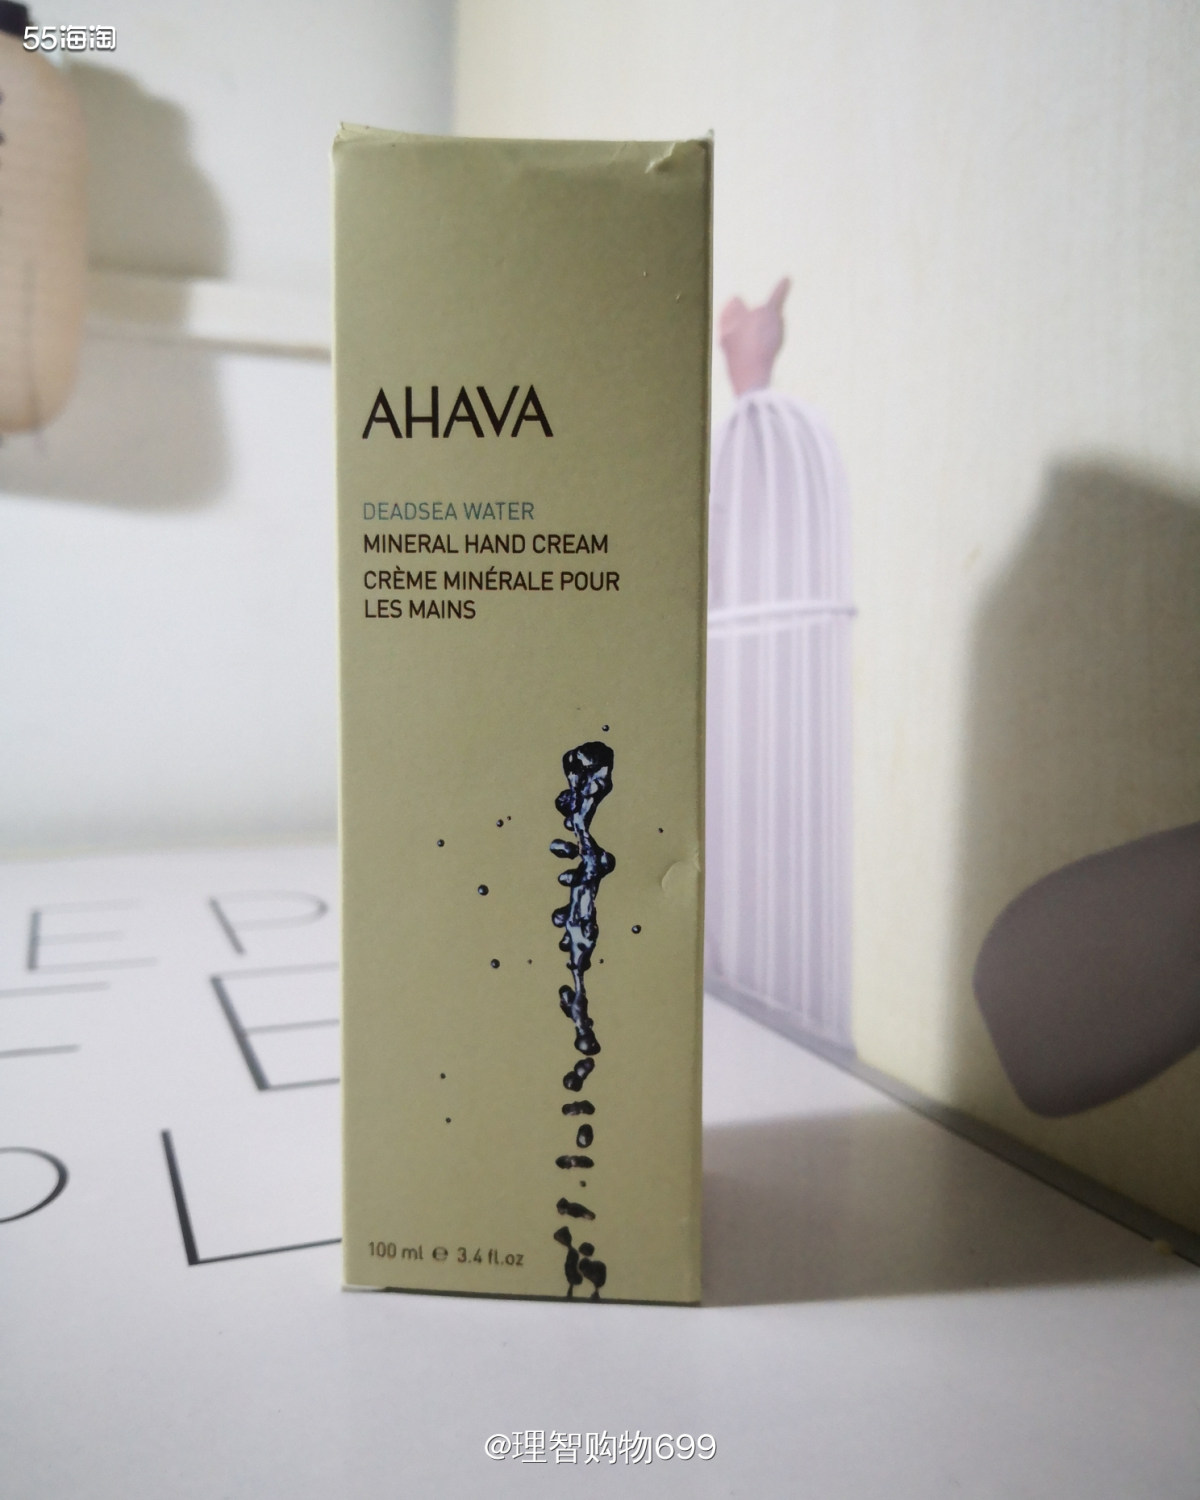 55海淘
AHAVA
DEADSEA WATER
MINERAL HAND CREAM
CRÈME MINÉRALE POUR
LES MAINS
100 ml ℮ 3.4 fl.oz
@理智购物699